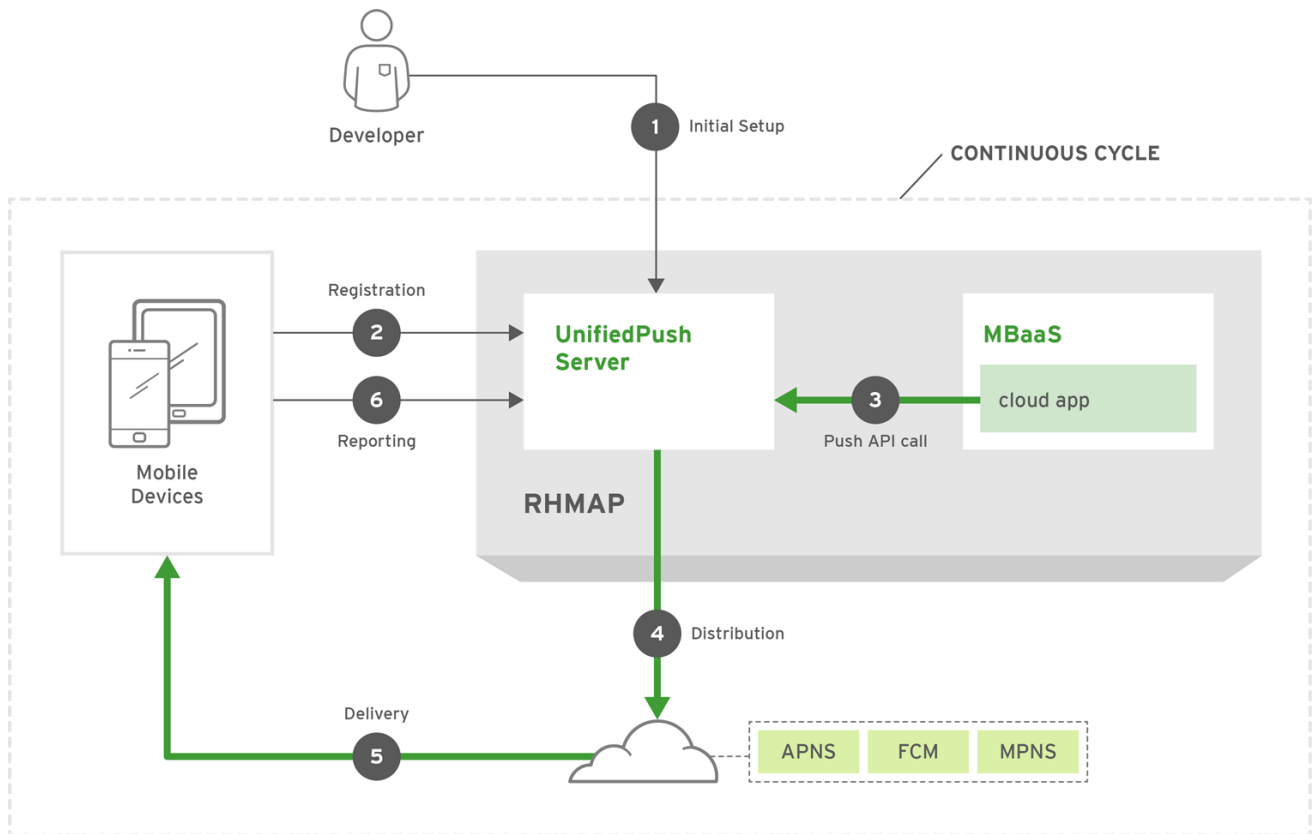 Developer
1
Initial Setup
CONTINUOUS CYCLE
Registration
2
6
Reporting
Mobile
Devices
UnifiedPush
Server
MBaaS
cloud app
3
Push API call
RHMAP
4
Distribution
Delivery
5
APNS
FCM
MPNS